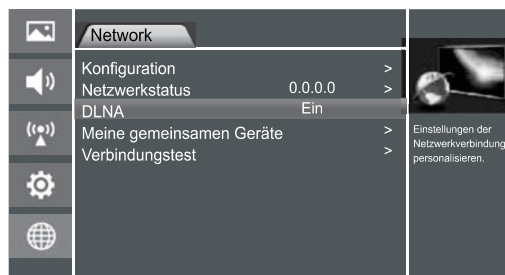 Network
Konfiguration >
Netzwerkstatus 0.0.0.0 >
DLNA Ein
Meine gemeinsamen Geräte >
Verbindungstest >
Einstellungen der
Netzwerkverbindung
personalisieren.